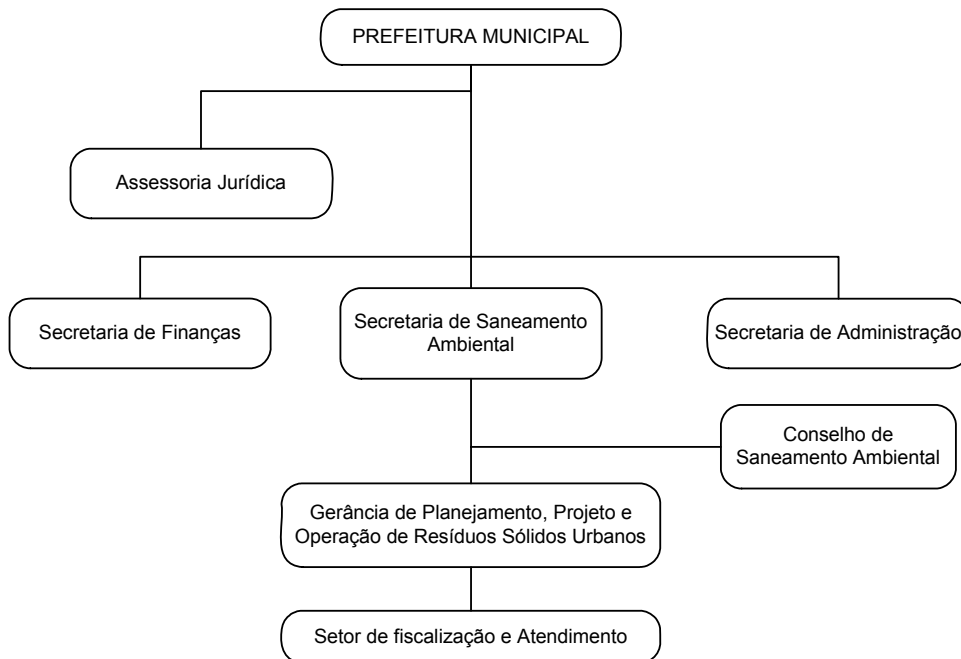 PREFEITURA MUNICIPAL
Assessoria Jurídica
Secretaria de Finanças
Secretaria de Saneamento
Ambiental
Secretaria de Administração
Conselho de
Saneamento Ambiental
Gerância de Planejamento, Projeto e
Operação de Resíduos Sólidos Urbanos
Setor de fiscalização e Atendimento